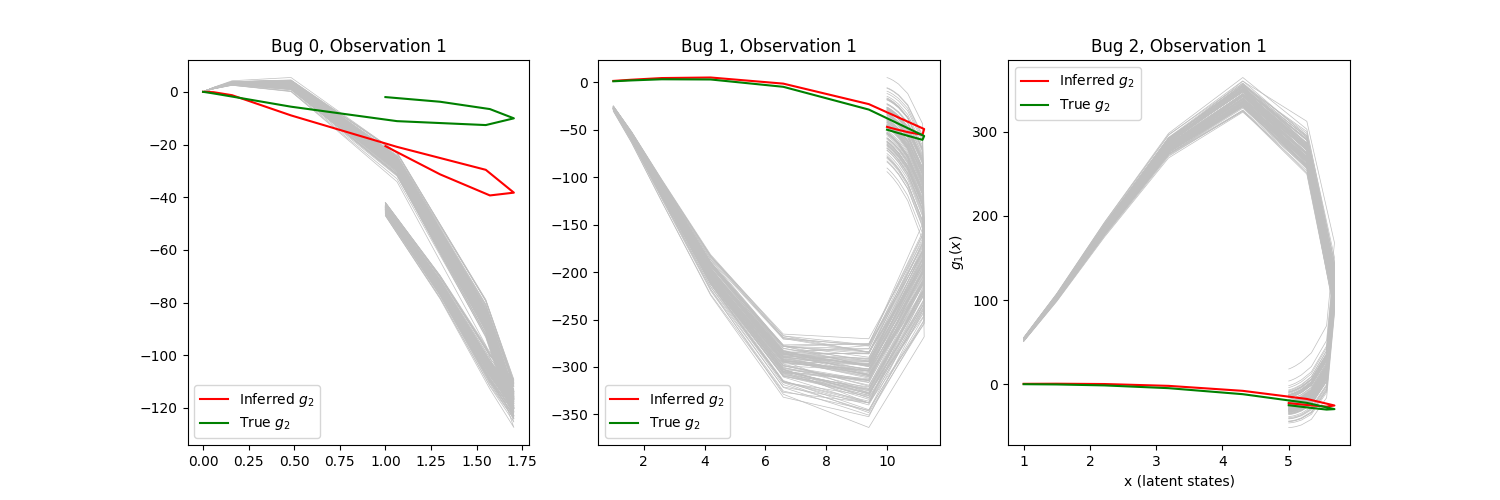 Bug 0, Observation 1
0
−20
−40
−60
−80
−100
−120
0.00 0.25 0.50 0.75 1.00 1.25 1.50 1.75
Inferred g₂
True g₂
Bug 1, Observation 1
0
−50
−100
−150
−200
−250
−300
−350
2 4 6 8 10
Inferred g₂
True g₂
Bug 2, Observation 1
Inferred g₂
True g₂
300
200
100
0
g₁(x)
1 2 3 4 5
x (latent states)